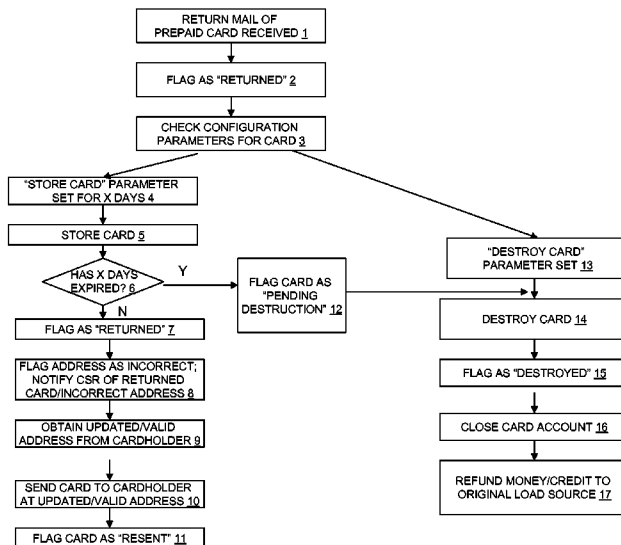 RETURN MAIL OF
PREPAID CARD RECEIVED 1
FLAG AS "RETURNED" 2
CHECK CONFIGURATION
PARAMETERS FOR CARD 3
"STORE CARD" PARAMETER
SET FOR X DAYS 4
STORE CARD 5
HAS X DAYS
EXPIRED? 6
Y
N
FLAG AS "RETURNED" 7
FLAG ADDRESS AS INCORRECT;
NOTIFY CSR OF RETURNED
CARD/INCORRECT ADDRESS 8
OBTAIN UPDATED/VALID
ADDRESS FROM CARDHOLDER 9
SEND CARD TO CARDHOLDER
AT UPDATED/VALID ADDRESS 10
FLAG CARD AS "RESENT" 11
FLAG CARD AS
"PENDING
DESTRUCTION"
12
"DESTROY CARD"
PARAMETER SET 13
DESTROY CARD 14
FLAG AS "DESTROYED" 15
CLOSE CARD ACCOUNT 16
REFUND MONEY/CREDIT TO
ORIGINAL LOAD SOURCE 17